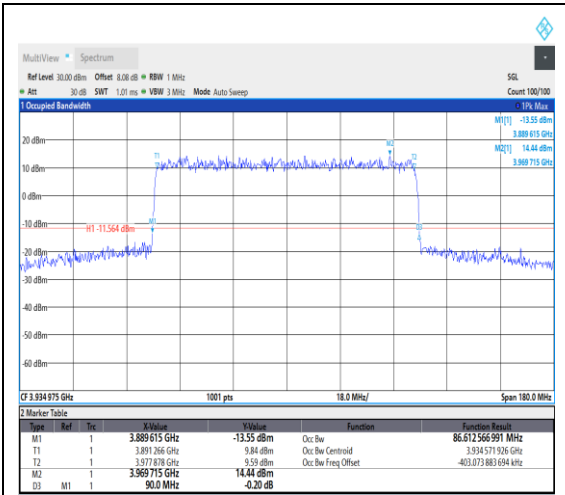 MultiView Spectrum
Ref Level 30.00 dBm Offset 8.08 dB RBW 1 MHz SGL
Att 30 dB SWT 1.01 ms VBW 3 MHz Mode Auto Sweep Count 100/100
1 Occupied Bandwidth 1Pk Max
M1[1] -13.55 dBm
3.889 615 GHz
M2[1] 14.44 dBm
3.969 715 GHz
20 dBm
M2
T1
T2
10 dBm
0 dBm
-10 dBm
M1
H1 -11.564 dBm
-20 dBm
-30 dBm
-40 dBm
-50 dBm
-60 dBm
CF 3.934 975 GHz 1001 pts 18.0 MHz/ Span 180.0 MHz
2 Marker Table
Type Ref Trc X-Value Y-Value Function Function Result
M1 1 3.889 615 GHz -13.55 dBm Occ Bw 86.612 566 991 MHz
T1 1 3.891 266 GHz 9.84 dBm Occ Bw Centroid 3.934 571 926 GHz
T2 1 3.977 878 GHz 9.59 dBm Occ Bw Freq Offset -403.073 883 694 kHz
M2 1 3.969 715 GHz 14.44 dBm
D3 M1 1 90.0 MHz -0.20 dB